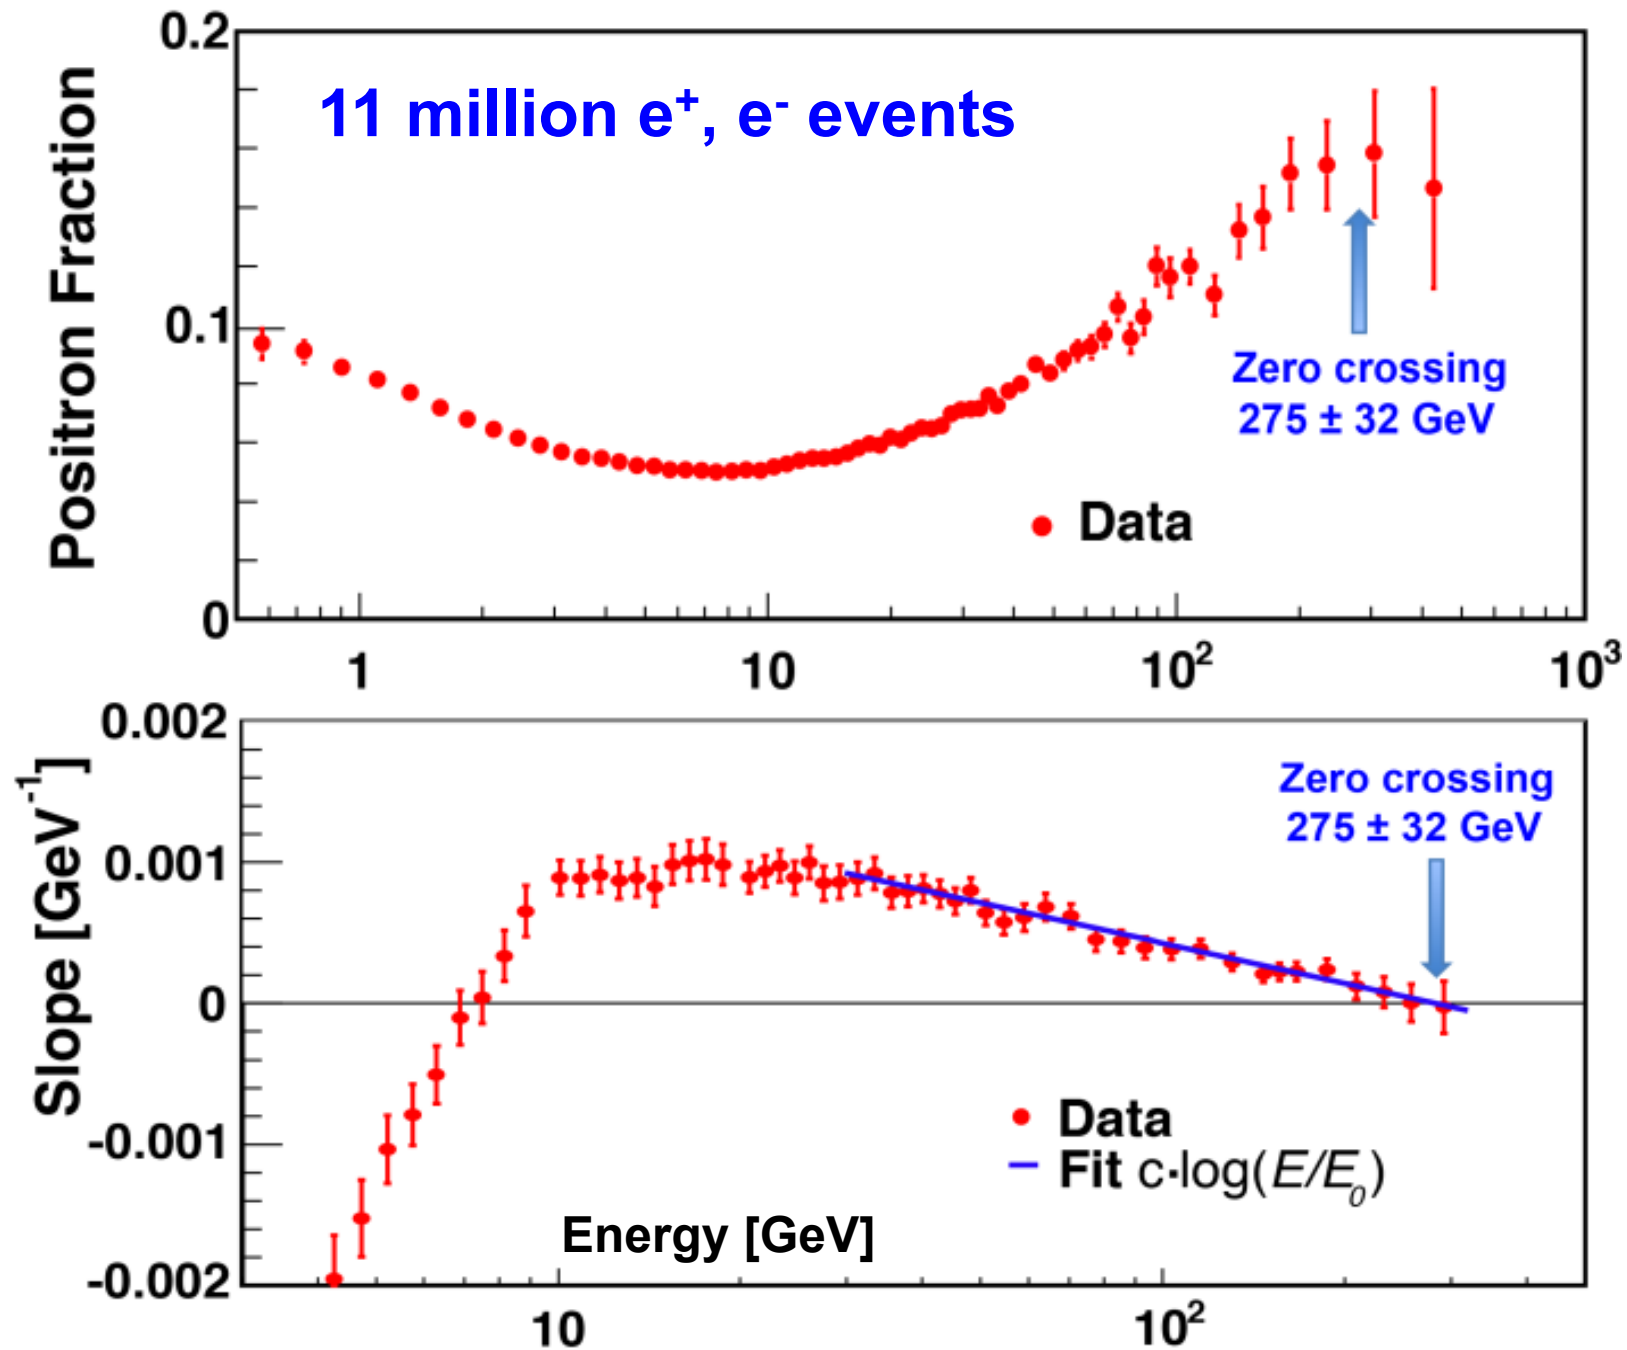 0.2
11 million e⁺, e⁻ events
Positron Fraction
0.1
Zero crossing
275 ± 32 GeV
Data
0
1 10 10² 10³
0.002
Zero crossing
275 ± 32 GeV
Slope [GeV⁻¹]
0.001
0
Data
-0.001
Fit c·log(E/E₀)
Energy [GeV]
-0.002
10 10²